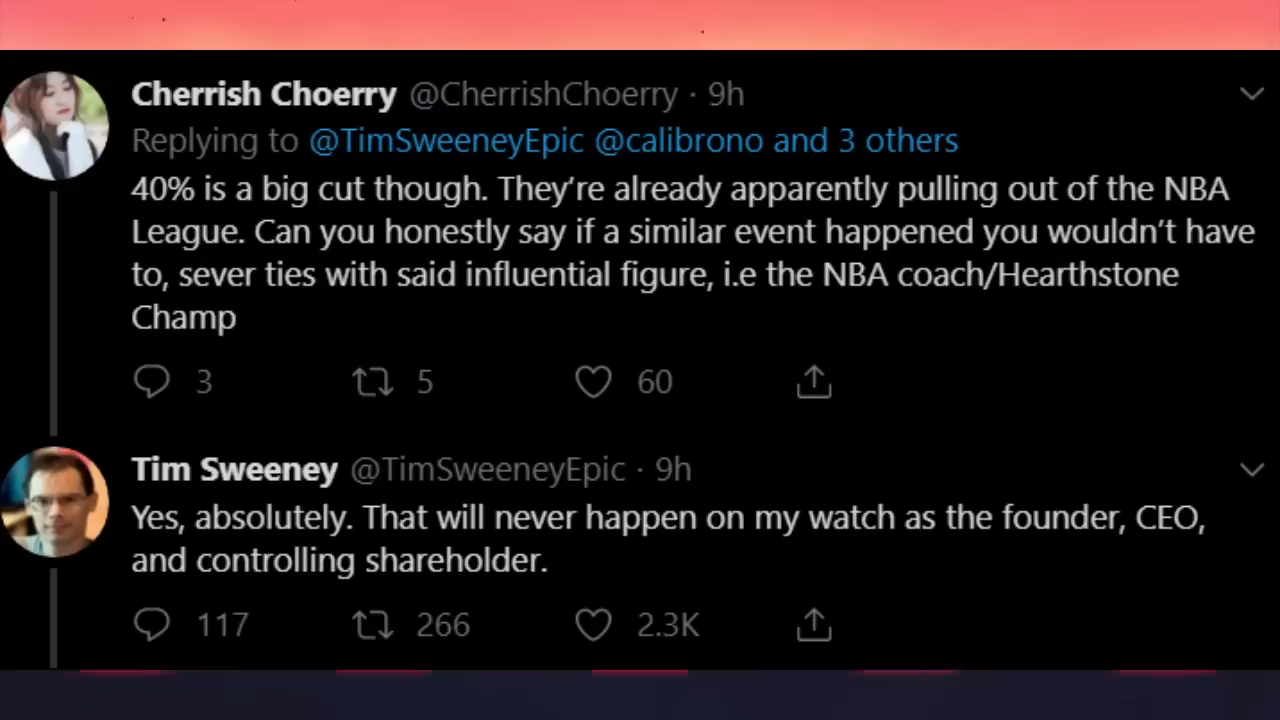 Cherrish Choerry @CherrishChoerry · 9h
Replying to @TimSweeneyEpic @calibrono and 3 others
40% is a big cut though. They’re already apparently pulling out of the NBA
League. Can you honestly say if a similar event happened you wouldn’t have
to, sever ties with said influential figure, i.e the NBA coach/Hearthstone
Champ
3 5 60
Tim Sweeney @TimSweeneyEpic · 9h
Yes, absolutely. That will never happen on my watch as the founder, CEO,
and controlling shareholder.
117 266 2.3K